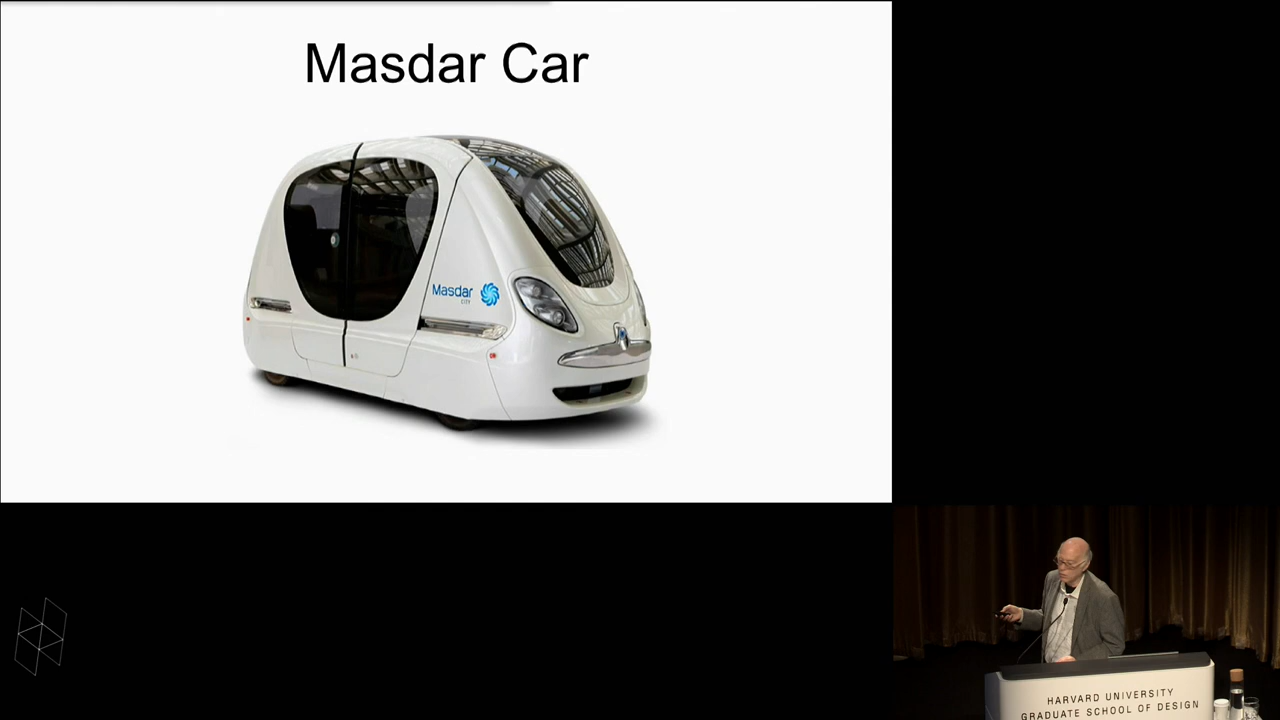 Masdar Car
Masdar
CITY
HARVARD UNIVERSITY
GRADUATE SCHOOL OF DESIGN